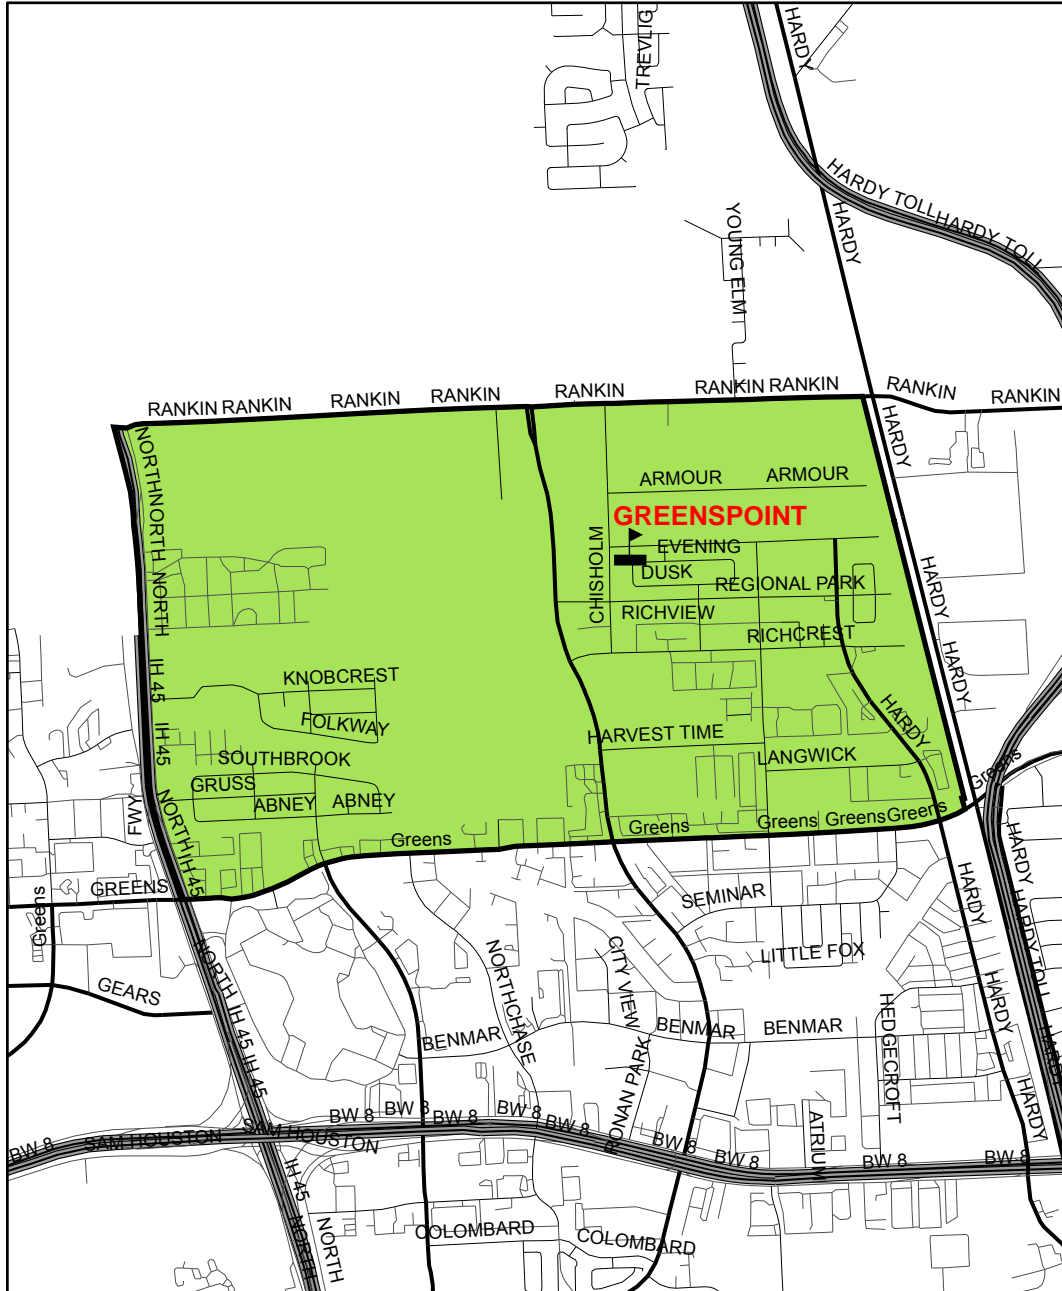 TREVLIG
HARDY
HARDY TOLL
HARDY TOLL
HARDY
YOUNG ELM
RANKIN
RANKIN
RANKIN
RANKIN
RANKIN
RANKIN
RANKIN
RANKIN
RANKIN
HARDY
NORTH
NORTH
NORTH
ARMOUR
ARMOUR
GREENSPOINT
CHISHOLM
EVENING
DUSK
REGIONAL PARK
RICHVIEW
RICHCREST
HARDY
HARDY
IH 45
IH 45
KNOBCREST
FOLKWAY
HARVEST TIME
HARDY
LANGWICK
SOUTHBROOK
GRUSS
ABNEY
ABNEY
FWY
NORTH
IH 45
Greens
Greens
Greens
Greens
Greens
Greens
GREENS
Greens
HARDY
HARDY
HARDY TOLL
SEMINAR
LITTLE FOX
CITY VIEW
NORTHCHASE
NORTH
IH 45
IH 45
GEARS
HARDY
HEDGECROFT
BENMAR
BENMAR
BENMAR
RONAN PARK
HARDY
BW 8
BW 8
BW 8
BW 8
BW 8
BW 8
BW 8
BW 8
BW 8
BW 8
SAM HOUSTON
SAM HOUSTON
ATRIUM
IH 45
NORTH
NORTH
COLOMBARD
COLOMBARD